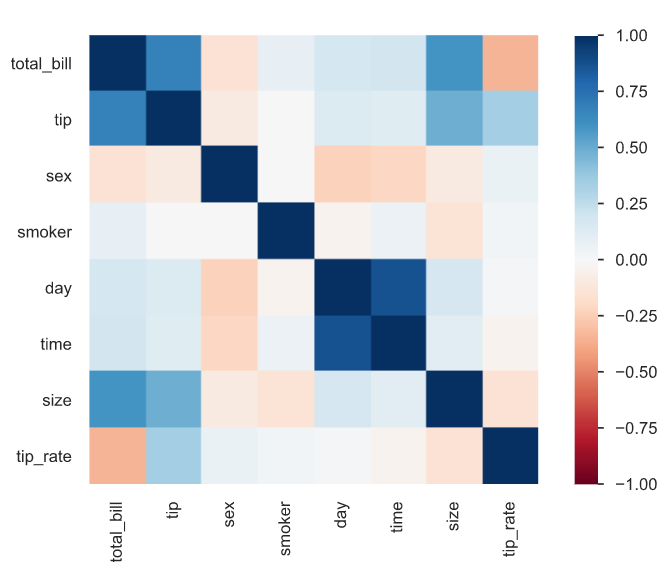 total_bill
tip
sex
smoker
day
time
size
tip_rate
total_bill
tip
sex
smoker
day
time
size
tip_rate
1.00
0.75
0.50
0.25
0.00
−0.25
−0.50
−0.75
−1.00